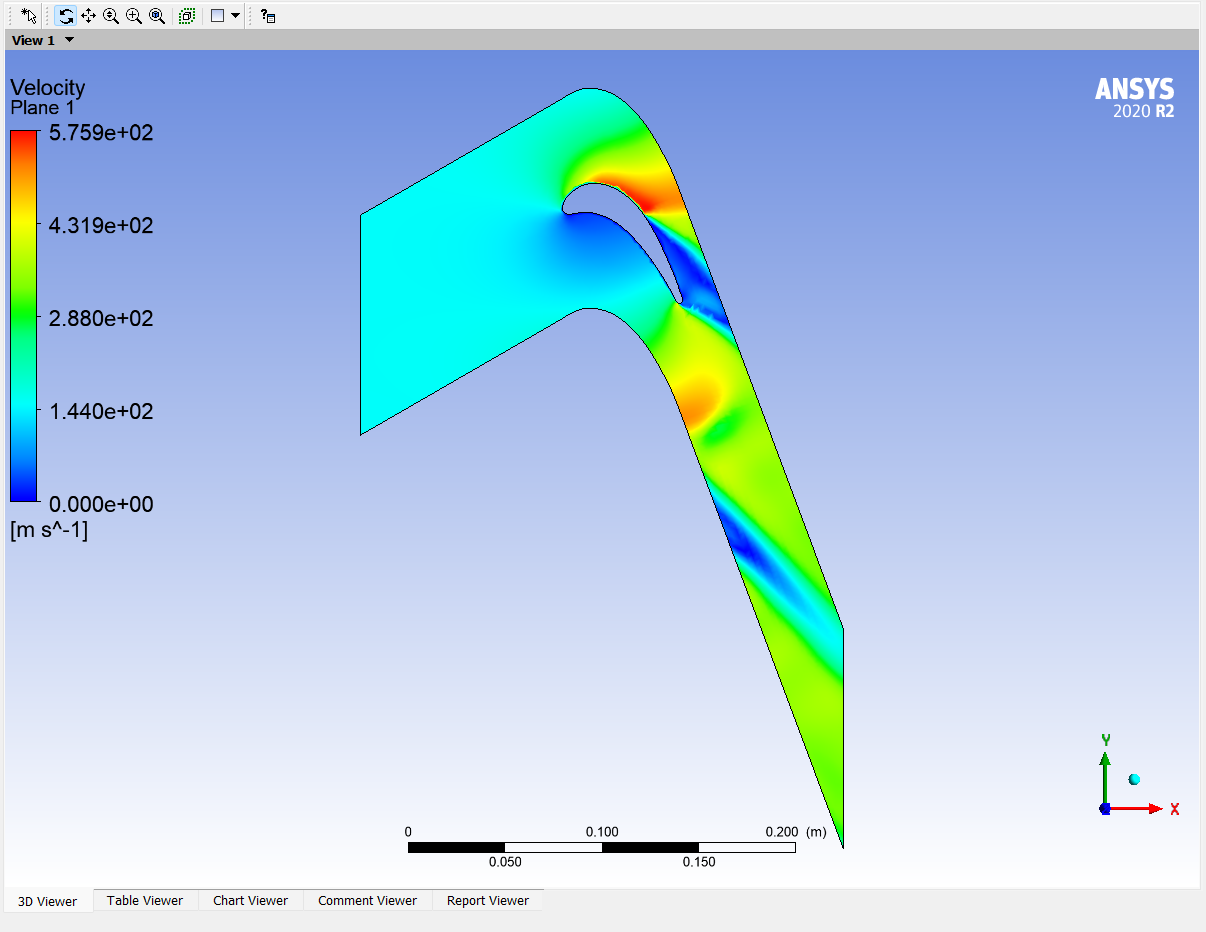 View 1
Velocity
Plane 1
5.759e+02
4.319e+02
2.880e+02
1.440e+02
0.000e+00
[m s^-1]
ANSYS
2020 R2
Y
X
0 0.100 0.200 (m)
0.050 0.150
3D Viewer Table Viewer Chart Viewer Comment Viewer Report Viewer